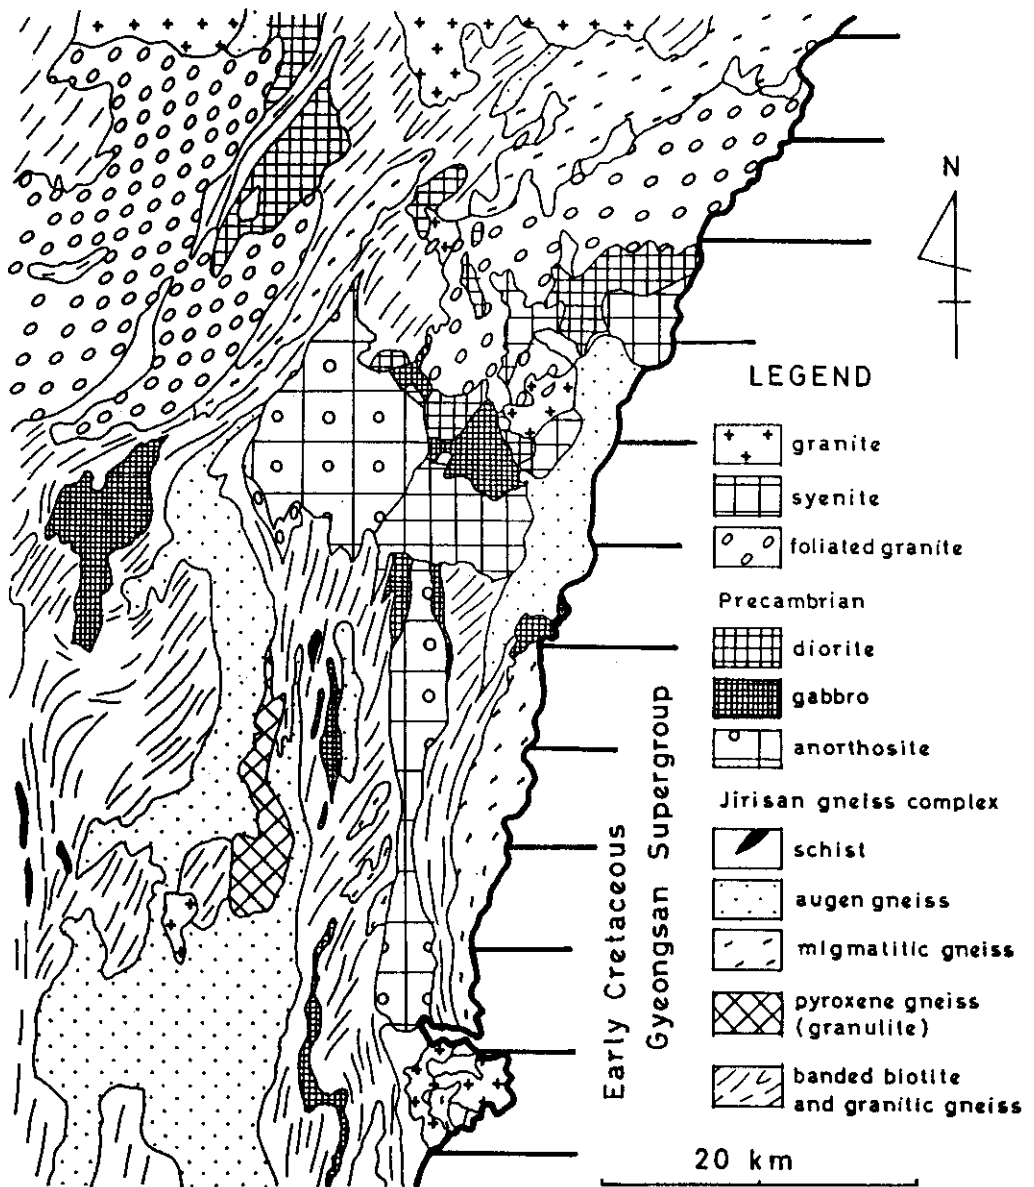 N
LEGEND
granite
syenite
foliated granite
Precambrian
diorite
gabbro
anorthosite
Jirisan gneiss complex
schist
augen gneiss
migmatitic gneiss
pyroxene gneiss
(granulite)
banded biotite
and granitic gneiss
Early Cretaceous
Gyeongsan Supergroup
20 km